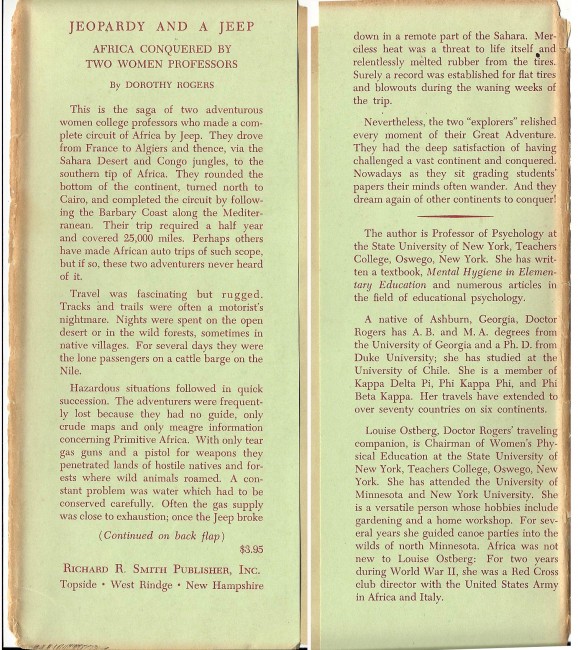 JEOPARDY AND A JEEP
AFRICA CONQUERED BY
TWO WOMEN PROFESSORS
By DOROTHY ROGERS
This is the saga of two adventurous
women college professors who made a com-
plete circuit of Africa by Jeep. They drove
from France to Algiers and thence, via the
Sahara Desert and Congo jungles, to the
southern tip of Africa. They rounded the
bottom of the continent, turned north to
Cairo, and completed the circuit by follow-
ing the Barbary Coast along the Mediter-
ranean. Their trip required a half year
and covered 25,000 miles. Perhaps others
have made African auto trips of such scope,
but if so, these two adventurers never heard
of it.
Travel was fascinating but rugged.
Tracks and trails were often a motorist's
nightmare. Nights were spent on the open
desert or in the wild forests, sometimes in
native villages. For several days they were
the lone passengers on a cattle barge on the
Nile.
Hazardous situations followed in quick
succession. The adventurers were frequent-
ly lost because they had no guide, only
crude maps and only meagre information
concerning Primitive Africa. With only tear
gas guns and a pistol for weapons they
penetrated lands of hostile natives and for-
ests where wild animals roamed. A con-
stant problem was water which had to be
conserved carefully. Often the gas supply
was close to exhaustion; once the Jeep broke
(Continued on back flap)
$3.95
RICHARD R. SMITH PUBLISHER, INC.
Topside • West Rindge • New Hampshire
down in a remote part of the Sahara. Mer-
ciless heat was a threat to life itself and
relentlessly melted rubber from the tires.
Surely a record was established for flat tires
and blowouts during the waning weeks of
the trip.
Nevertheless, the two "explorers" relished
every moment of their Great Adventure.
They had the deep satisfaction of having
challenged a vast continent and conquered.
Nowadays as they sit grading students'
papers their minds often wander. And they
dream again of other continents to conquer!
The author is Professor of Psychology at
the State University of New York, Teachers
College, Oswego, New York. She has writ-
ten a textbook, Mental Hygiene in Elemen-
tary Education and numerous articles in
the field of educational psychology.
A native of Ashburn, Georgia, Doctor
Rogers has A. B. and M. A. degrees from
the University of Georgia and a Ph. D. from
Duke University; she has studied at the
University of Chile. She is a member of
Kappa Delta Pi, Phi Kappa Phi, and Phi
Beta Kappa. Her travels have extended to
over seventy countries on six continents.
Louise Ostberg, Doctor Rogers' traveling
companion, is Chairman of Women's Phy-
sical Education at the State University of
New York, Teachers College, Oswego, New
York. She has attended the University of
Minnesota and New York University. She
is a versatile person whose hobbies include
gardening and a home workshop. For sev-
eral years she guided canoe parties into the
wilds of north Minnesota. Africa was not
new to Louise Ostberg: For two years
during World War II, she was a Red Cross
club director with the United States Army
in Africa and Italy.